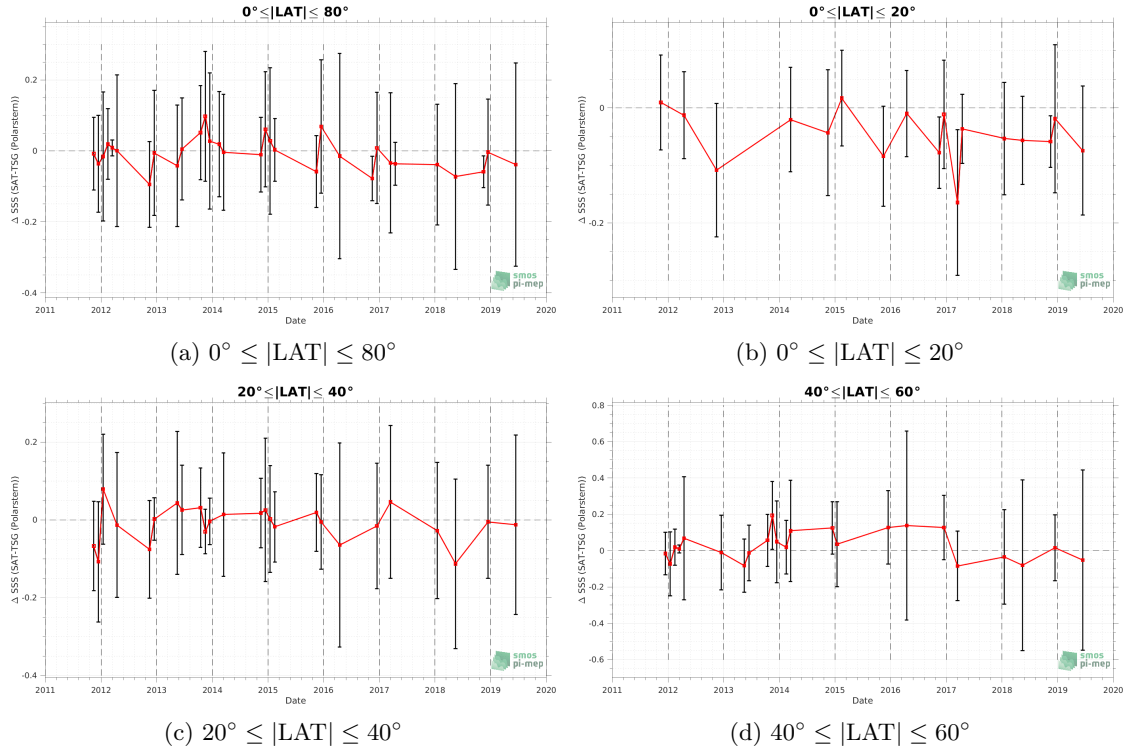 0°≤|LAT|≤ 80°
Δ SSS (SAT-TSG (Polarstern))
0.2
0
-0.2
-0.4
2011 2012 2013 2014 2015 2016 2017 2018 2019 2020
Date
smos
pi-mep
(a) 0° ≤ |LAT| ≤ 80°
0°≤|LAT|≤ 20°
Δ SSS (SAT-TSG (Polarstern))
0
-0.2
2011 2012 2013 2014 2015 2016 2017 2018 2019 2020
Date
smos
pi-mep
(b) 0° ≤ |LAT| ≤ 20°
20°≤|LAT|≤ 40°
Δ SSS (SAT-TSG (Polarstern))
0.2
0
-0.2
-0.4
2011 2012 2013 2014 2015 2016 2017 2018 2019 2020
Date
smos
pi-mep
(c) 20° ≤ |LAT| ≤ 40°
40°≤|LAT|≤ 60°
Δ SSS (SAT-TSG (Polarstern))
0.8
0.6
0.4
0.2
0
-0.2
-0.4
-0.6
2011 2012 2013 2014 2015 2016 2017 2018 2019 2020
Date
smos
pi-mep
(d) 40° ≤ |LAT| ≤ 60°